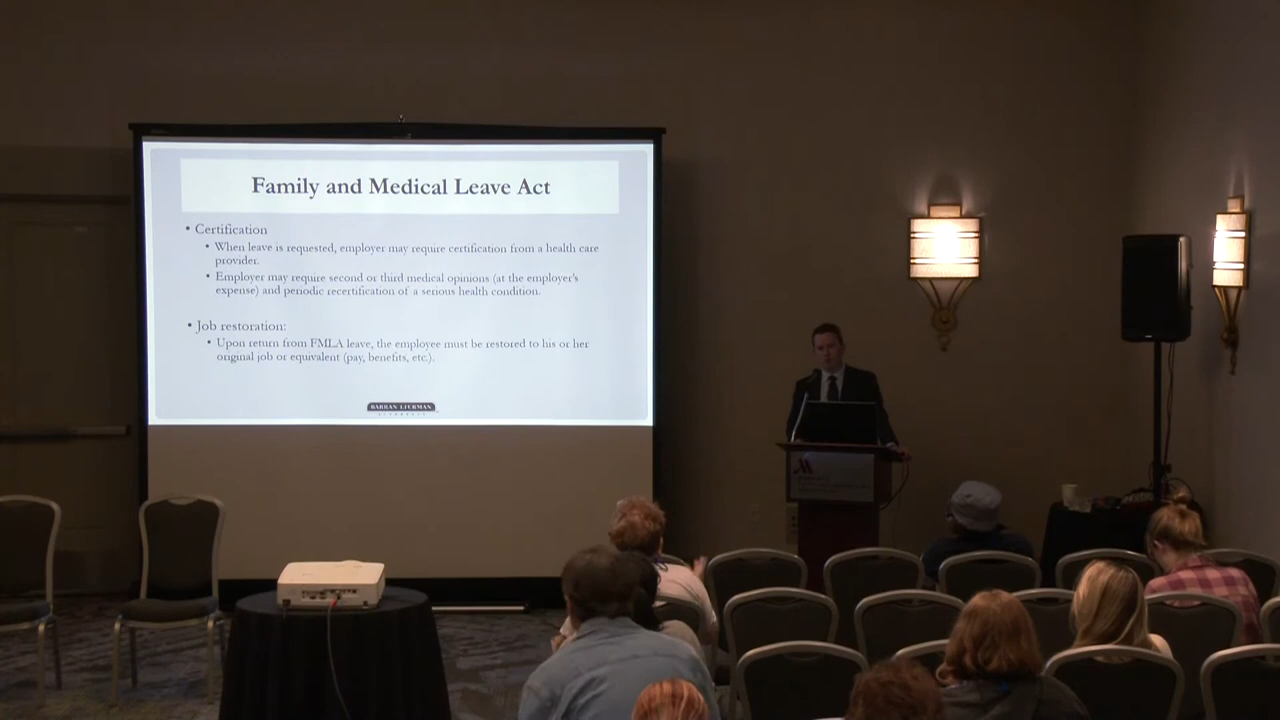 Family and Medical Leave Act
• Certification
• When leave is requested, employer may require certification from a health care
provider.
• Employer may require second or third medical opinions (at the employer's
expense) and periodic recertification of a serious health condition.
• Job restoration:
• Upon return from FMLA leave, the employee must be restored to his or her
original job or equivalent (pay, benefits, etc.).
BARRAN LIEBMAN